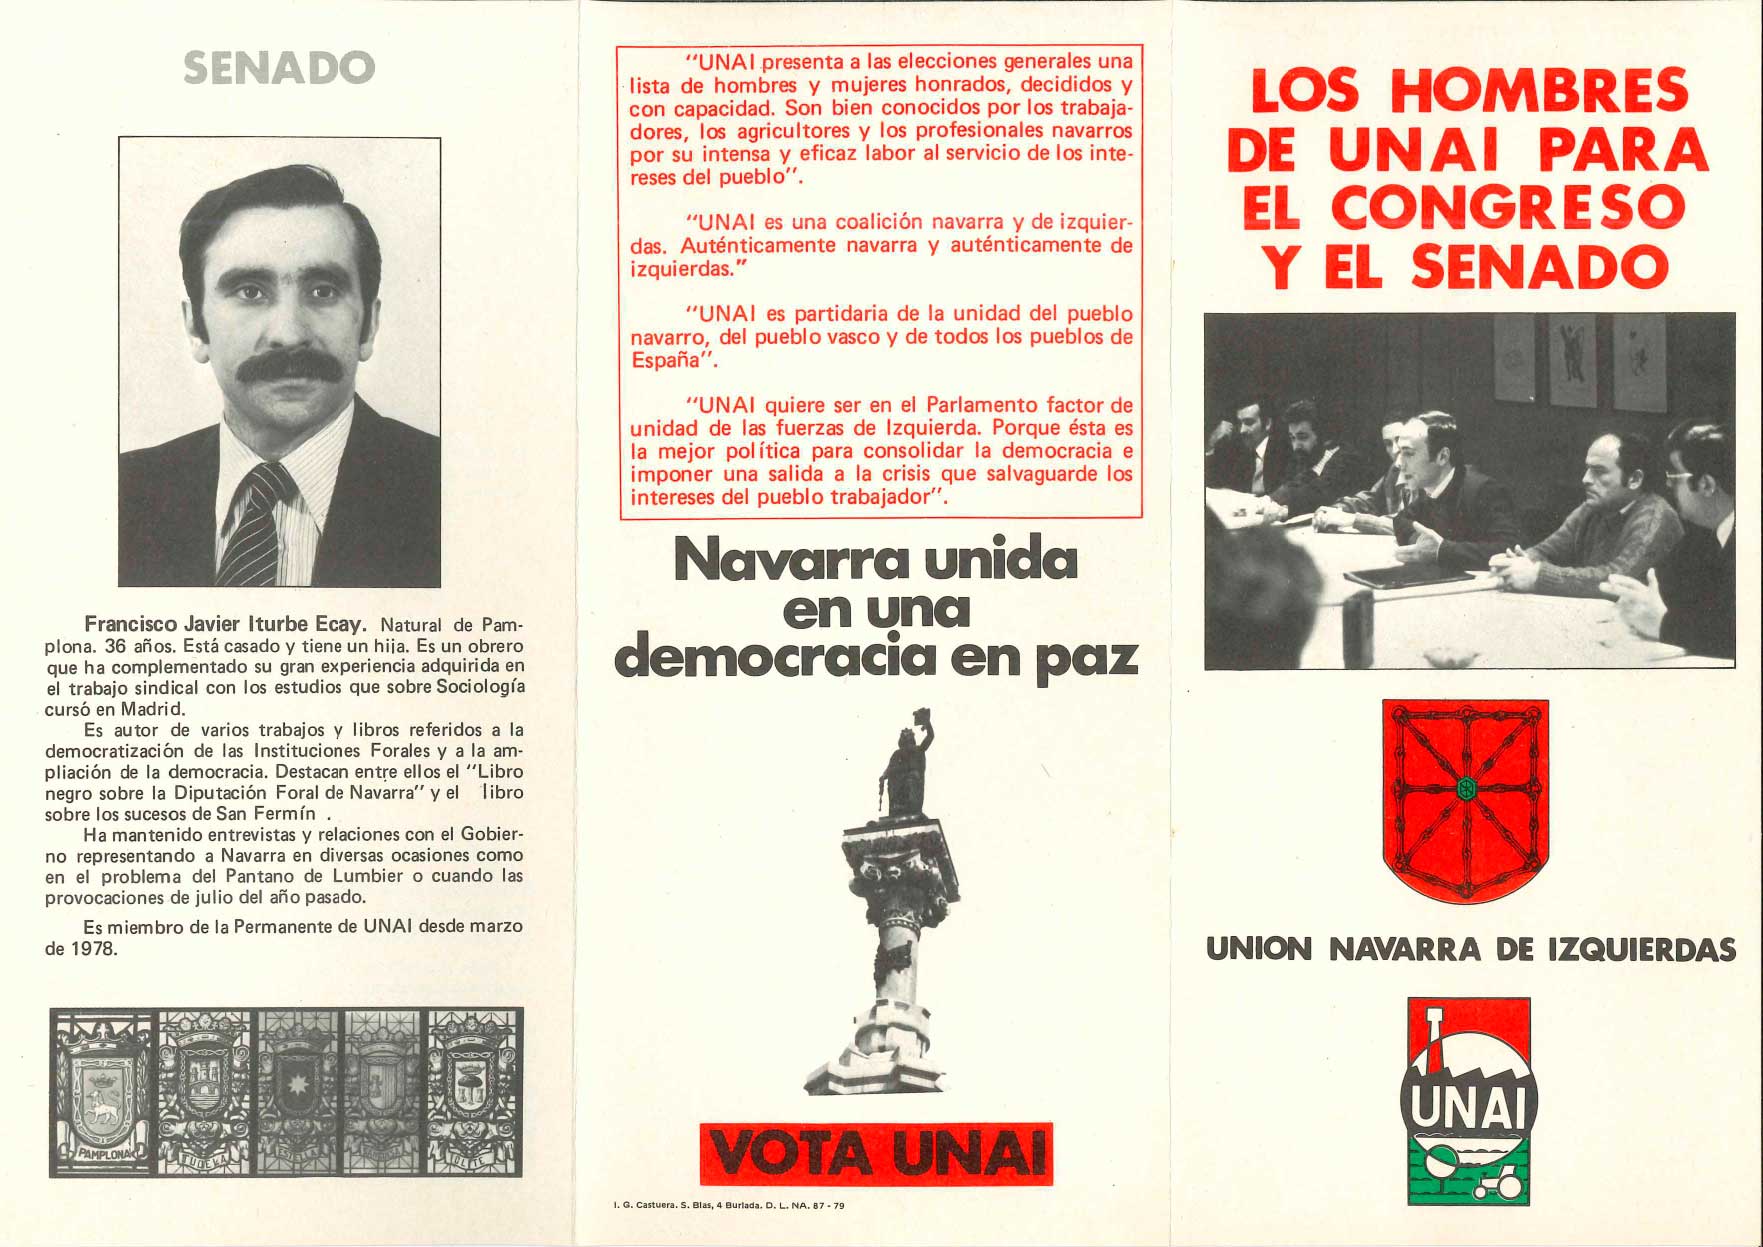 SENADO
Francisco Javier Iturbe Ecay. Natural de Pam-
plona. 36 años. Está casado y tiene un hija. Es un obrero
que ha complementado su gran experiencia adquirida en
el trabajo sindical con los estudios que sobre Sociología
cursó en Madrid.
Es autor de varios trabajos y libros referidos a la
democratización de las Instituciones Forales y a la am-
pliación de la democracia. Destacan entre ellos el "Libro
negro sobre la Diputación Foral de Navarra" y el libro
sobre los sucesos de San Fermín .
Ha mantenido entrevistas y relaciones con el Gobier-
no representando a Navarra en diversas ocasiones como
en el problema del Pantano de Lumbier o cuando las
provocaciones de julio del año pasado.
Es miembro de la Permanente de UNAI desde marzo
de 1978.
PAMPLONA TUDELA ESTELLA OLITE
"UNAI presenta a las elecciones generales una
lista de hombres y mujeres honrados, decididos y
con capacidad. Son bien conocidos por los trabaja-
dores, los agricultores y los profesionales navarros
por su intensa y eficaz labor al servicio de los inte-
reses del pueblo".
"UNAI es una coalición navarra y de izquier-
das. Auténticamente navarra y auténticamente de
izquierdas."
"UNAI es partidaria de la unidad del pueblo
navarro, del pueblo vasco y de todos los pueblos de
España".
"UNAI quiere ser en el Parlamento factor de
unidad de las fuerzas de Izquierda. Porque ésta es
la mejor política para consolidar la democracia e
imponer una salida a la crisis que salvaguarde los
intereses del pueblo trabajador".
Navarra unida
en una
democracia en paz
VOTA UNAI
I. G. Castuera. S. Blas, 4 Burlada. D. L. NA. 87 - 79
LOS HOMBRES
DE UNAI PARA
EL CONGRESO
Y EL SENADO
UNION NAVARRA DE IZQUIERDAS
UNAI